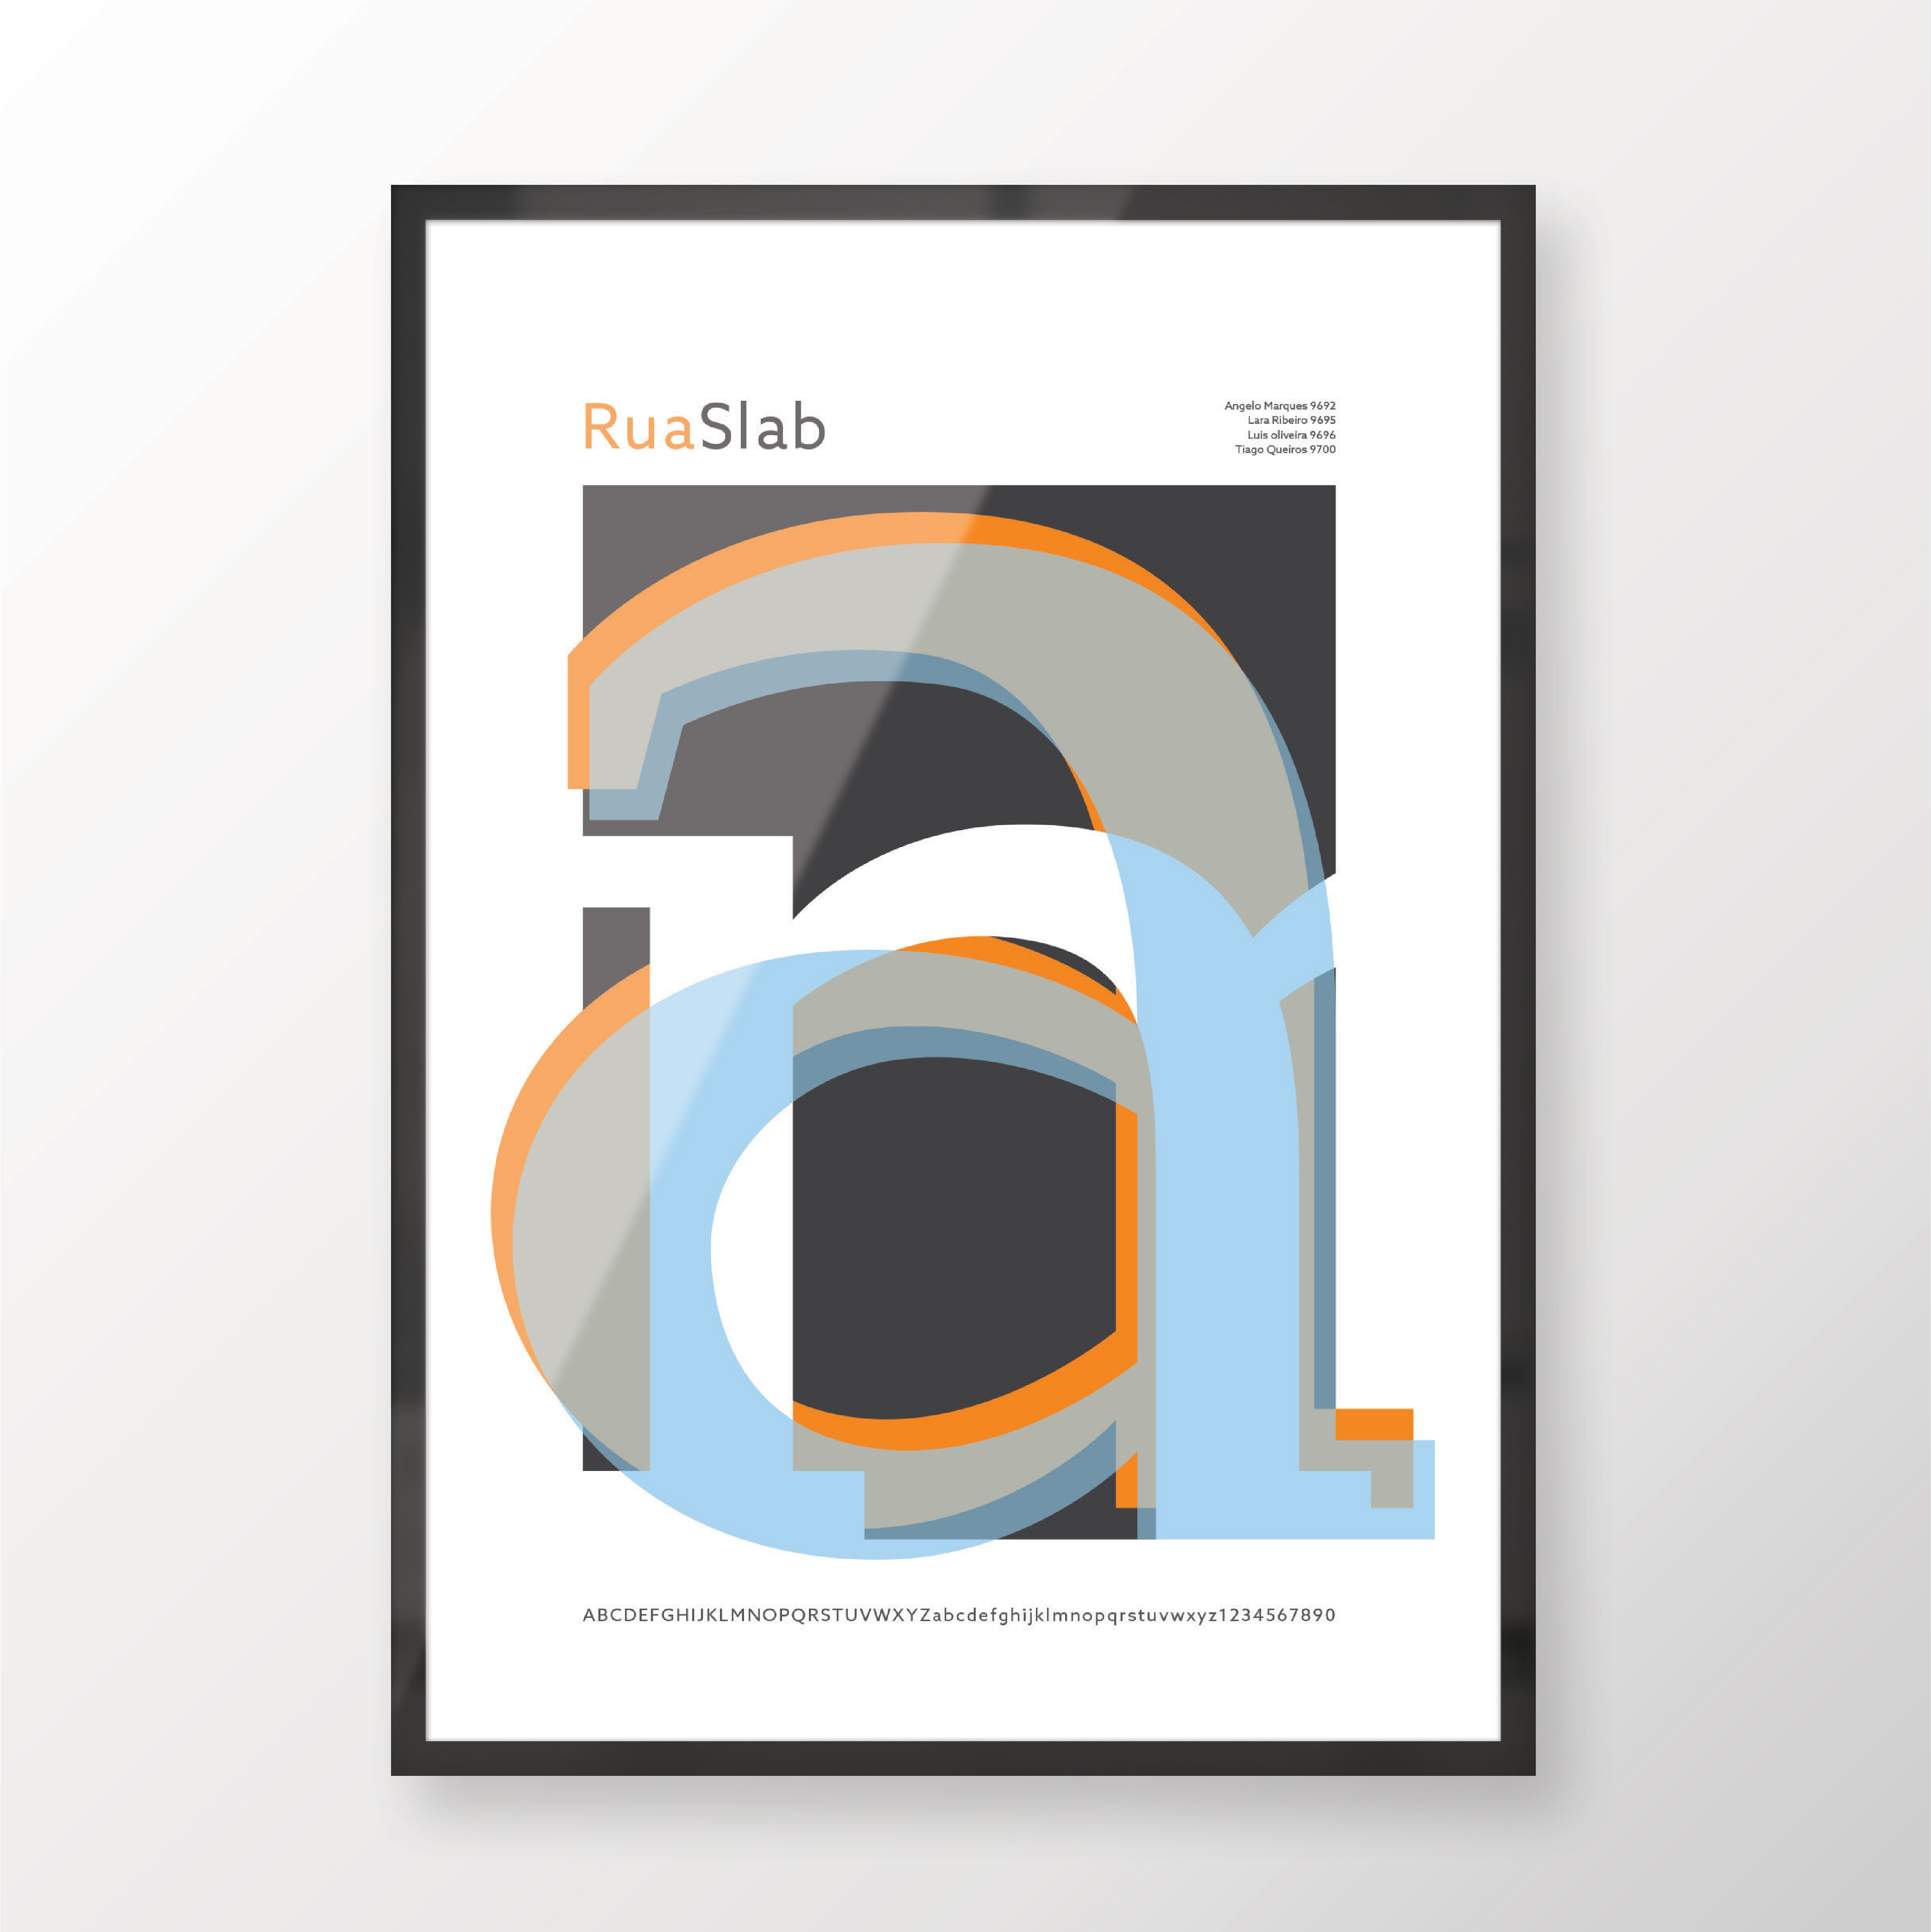 RuaSlab
Angelo Marques 9692
Lara Ribeiro 9695
Luis oliveira 9696
Tiago Queiros 9700
a
ABCDEFGHIJKLMNOPQRSTUVWXYZabcdefghijklmnopqrstuvwxyz1234567890